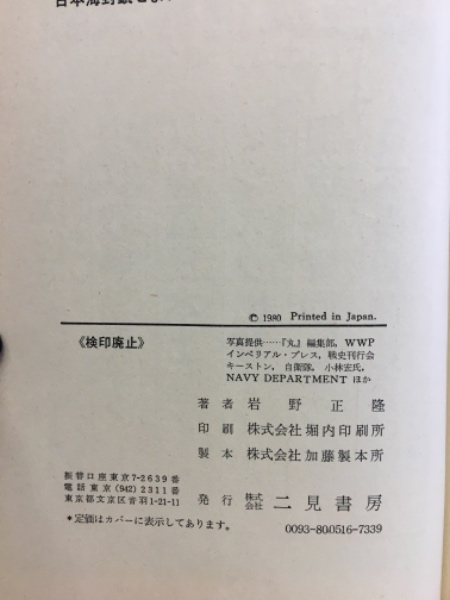 日本海封鎖せよ
© 1980 Printed in Japan.
《検印廃止》
写真提供……『丸』編集部, WWP
インペリアル・プレス, 戦史刊行会
キーストン, 自衛隊, 小林宏氏,
NAVY DEPARTMENT ほか
著者 岩野正隆
印刷 株式会社 堀内印刷所
製本 株式会社 加藤製本所
振替口座東京7-2639番
電話 東京 (942) 2311番
東京都文京区音羽1-21-11
発行 株式会社 二見書房
*定価はカバーに表示してあります。
0093-800516-7339